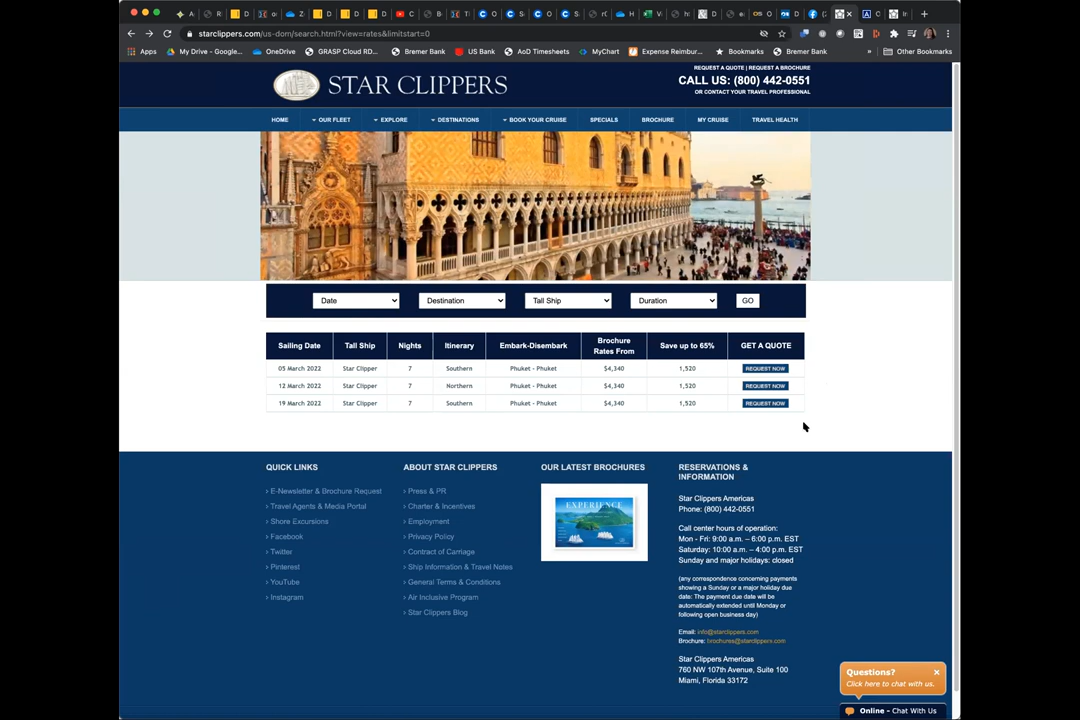 starclippers.com/us-dom/search.html?view=rates&limitstart=0
Apps My Drive - Google... OneDrive GRASP Cloud RD... Bremer Bank US Bank AoD Timesheets MyChart Expense Reimbur... Bookmarks Bremer Bank » Other Bookmarks
REQUEST A QUOTE | REQUEST A BROCHURE
STAR CLIPPERS
CALL US: (800) 442-0551
OR CONTACT YOUR TRAVEL PROFESSIONAL
HOME OUR FLEET EXPLORE DESTINATIONS BOOK YOUR CRUISE SPECIALS BROCHURE MY CRUISE TRAVEL HEALTH
Date Destination Tall Ship Duration GO
Sailing Date Tall Ship Nights Itinerary Embark-Disembark Brochure Rates From Save up to 65% GET A QUOTE
05 March 2022 Star Clipper 7 Southern Phuket - Phuket $4,340 1,520 REQUEST NOW
12 March 2022 Star Clipper 7 Northern Phuket - Phuket $4,340 1,520 REQUEST NOW
19 March 2022 Star Clipper 7 Southern Phuket - Phuket $4,340 1,520 REQUEST NOW
QUICK LINKS
› E-Newsletter & Brochure Request
› Travel Agents & Media Portal
› Shore Excursions
› Facebook
› Twitter
› Pinterest
› YouTube
› Instagram
ABOUT STAR CLIPPERS
› Press & PR
› Charter & Incentives
› Employment
› Privacy Policy
› Contract of Carriage
› Ship Information & Travel Notes
› General Terms & Conditions
› Air Inclusive Program
› Star Clippers Blog
OUR LATEST BROCHURES
EXPERIENCE
RESERVATIONS &
INFORMATION
Star Clippers Americas
Phone: (800) 442-0551
Call center hours of operation:
Mon - Fri: 9:00 a.m. – 6:00 p.m. EST
Saturday: 10:00 a.m. – 4:00 p.m. EST
Sunday and major holidays: closed
(any correspondence concerning payments
showing a Sunday or a major holiday due
date: The payment due date will be
automatically extended until Monday or
following open business day)
Email: info@starclippers.com
Brochure: brochures@starclippers.com
Star Clippers Americas
760 NW 107th Avenue, Suite 100
Miami, Florida 33172
Questions?
Click here to chat with us.
Online - Chat With Us